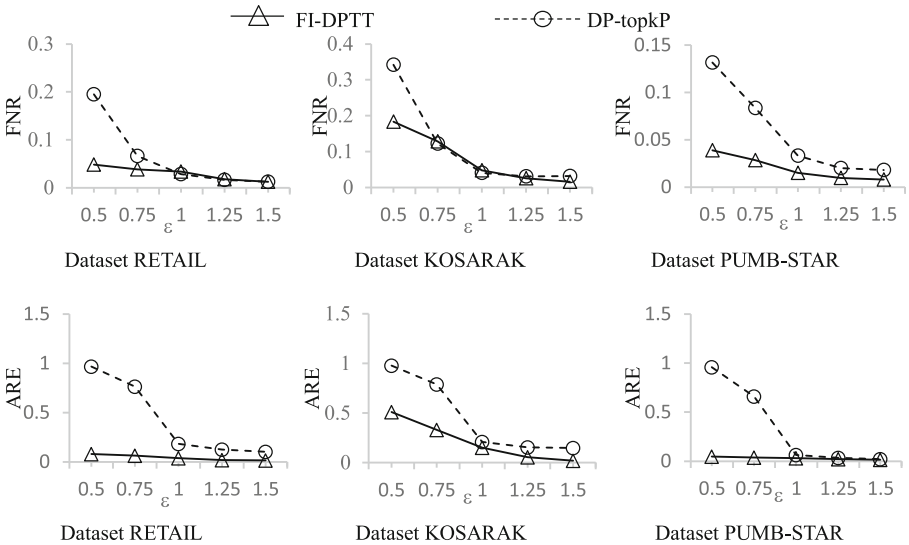 FI-DPTT DP-topkP
0.3
0.2
0.1
0
FNR
0.5 0.75 1 1.25 1.5
ε
Dataset RETAIL
0.4
0.3
0.2
0.1
0
FNR
0.5 0.75 1 1.25 1.5
ε
Dataset KOSARAK
0.15
0.1
0.05
0
FNR
0.5 0.75 1 1.25 1.5
ε
Dataset PUMB-STAR
1.5
1
0.5
0
ARE
0.5 0.75 1 1.25 1.5
ε
Dataset RETAIL
1.5
1
0.5
0
ARE
0.5 0.75 1 1.25 1.5
ε
Dataset KOSARAK
1.5
1
0.5
0
ARE
0.5 0.75 1 1.25 1.5
ε
Dataset PUMB-STAR